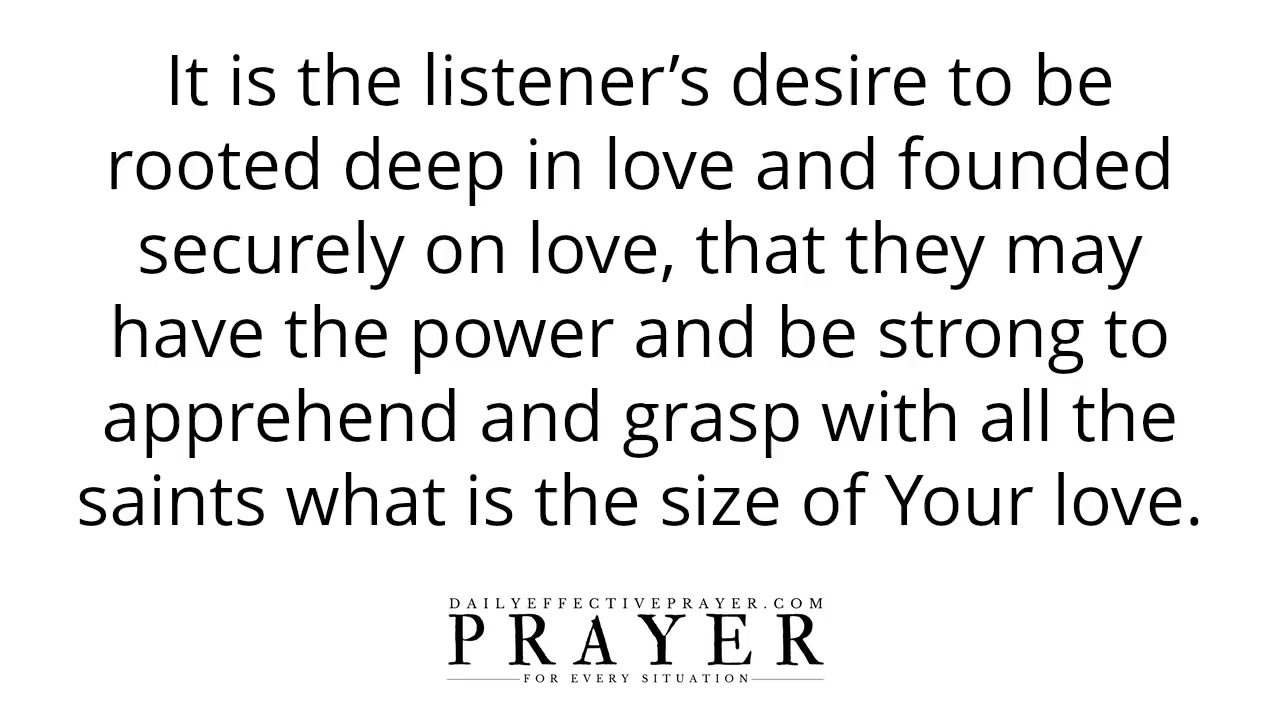 It is the listener’s desire to be
rooted deep in love and founded
securely on love, that they may
have the power and be strong to
apprehend and grasp with all the
saints what is the size of Your love.
DAILYEFFECTIVEPRAYER.COM
PRAYER
FOR EVERY SITUATION